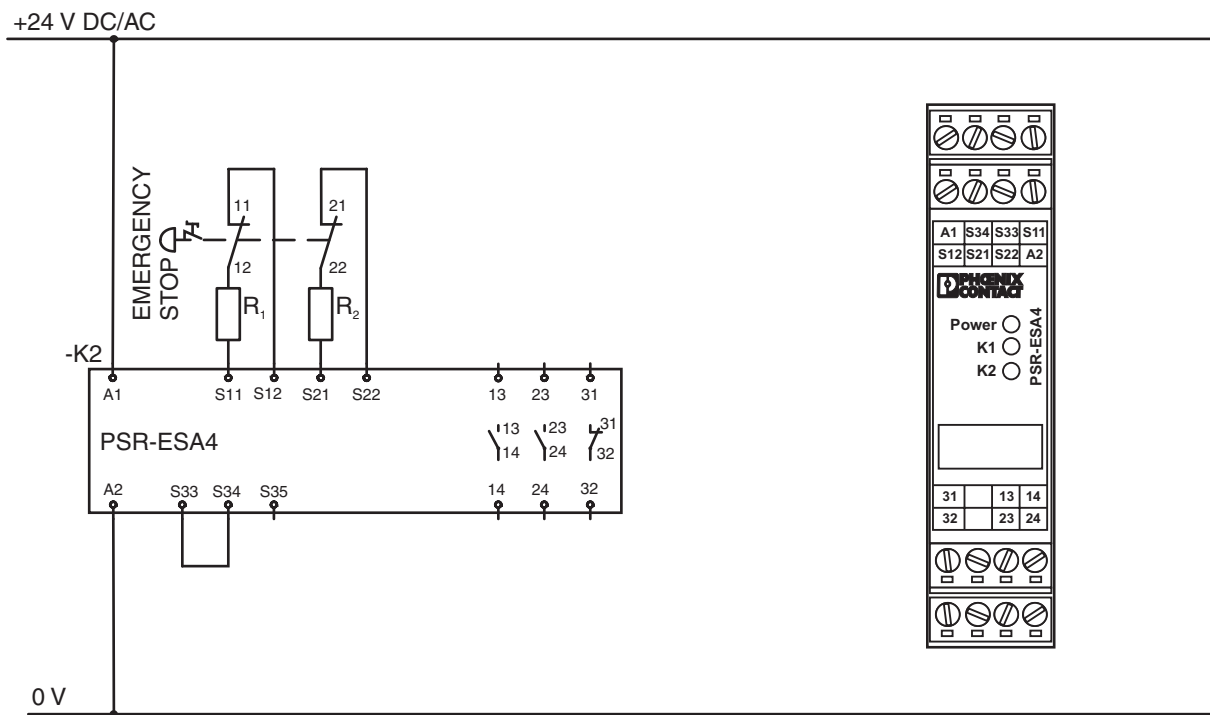 +24 V DC/AC
EMERGENCY
STOP
11
12
21
22
R1
R2
-K2
A1
S11
S12
S21
S22
13
23
31
PSR-ESA4
13
14
23
24
31
32
A2
S33
S34
S35
14
24
32
0 V
A1 S34 S33 S11
S12 S21 S22 A2
PHŒNIX
CONTACT
Power
K1
K2
PSR-ESA4
31 13 14
32 23 24